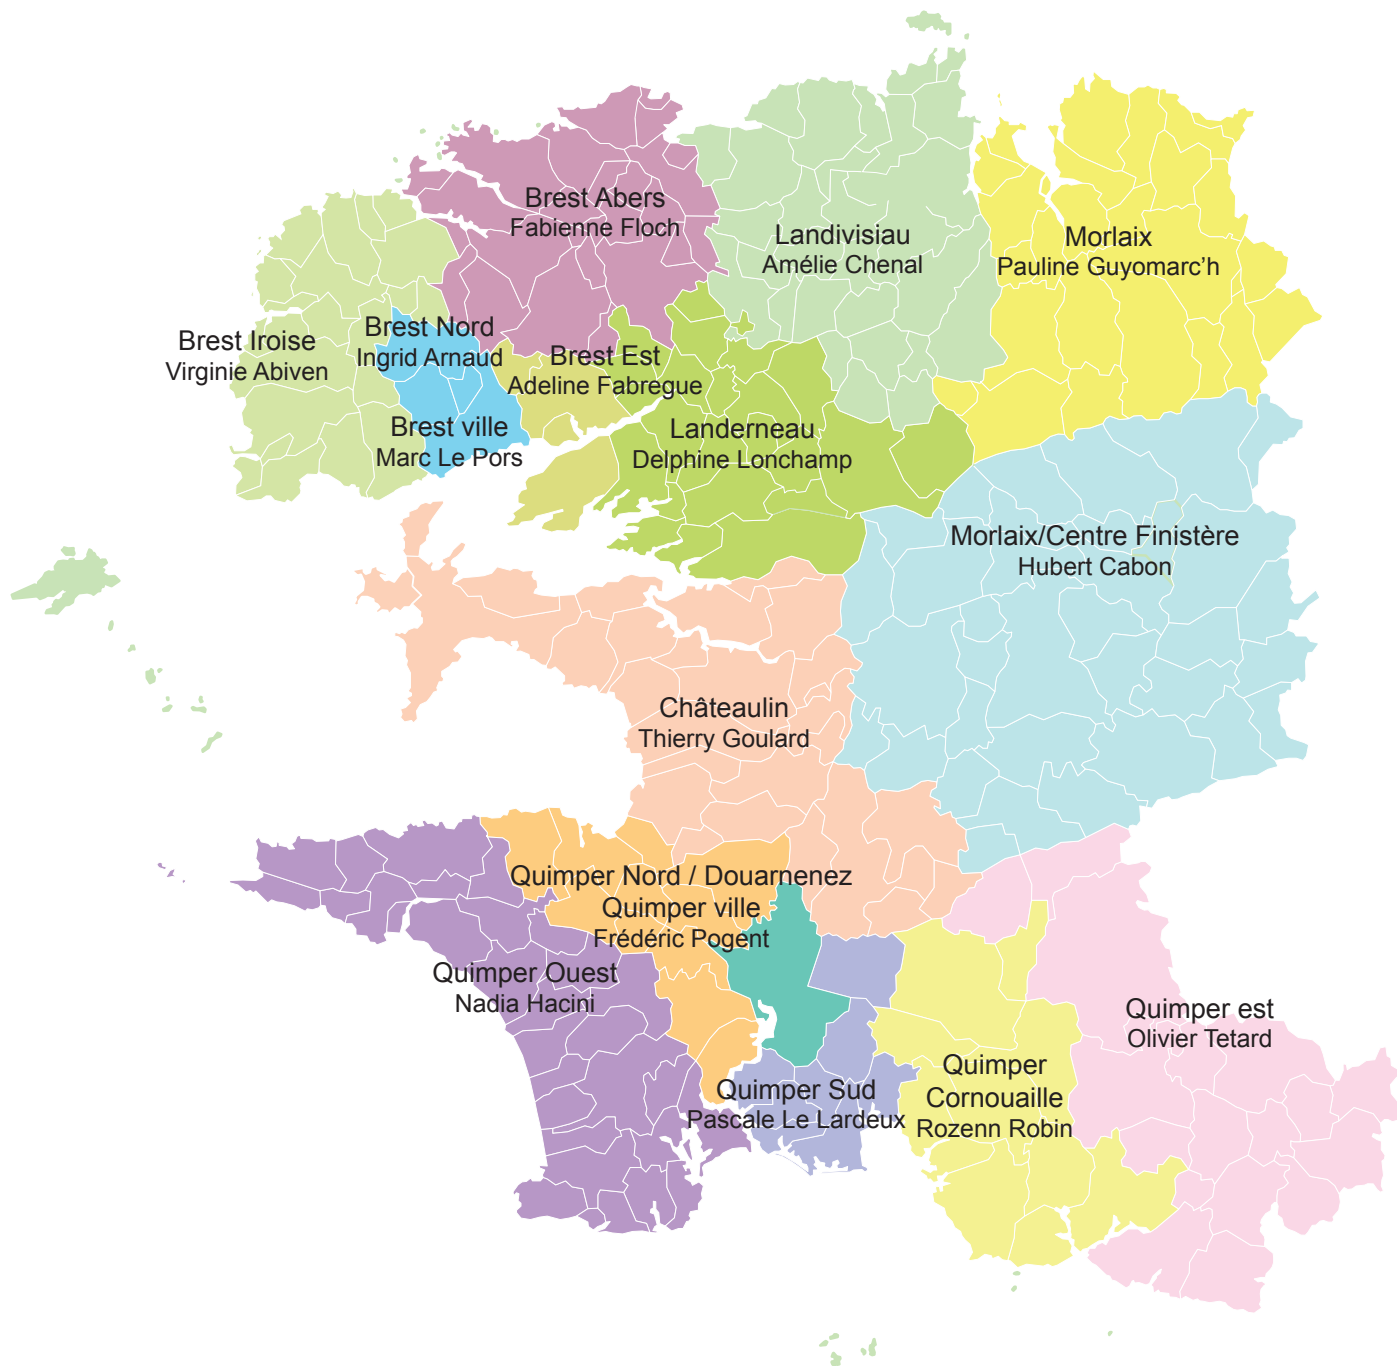 Brest Abers
Fabienne Floch
Landivisiau
Amélie Chenal
Morlaix
Pauline Guyomarc’h
Brest Iroise
Virginie Abiven
Brest Nord
Ingrid Arnaud
Brest Est
Adeline Fabregue
Brest ville
Marc Le Pors
Landerneau
Delphine Lonchamp
Morlaix/Centre Finistère
Hubert Cabon
Châteaulin
Thierry Goulard
Quimper Nord / Douarnenez
Quimper ville
Frédéric Pogent
Quimper Ouest
Nadia Hacini
Quimper est
Olivier Tetard
Quimper Sud
Pascale Le Lardeux
Quimper
Cornouaille
Rozenn Robin